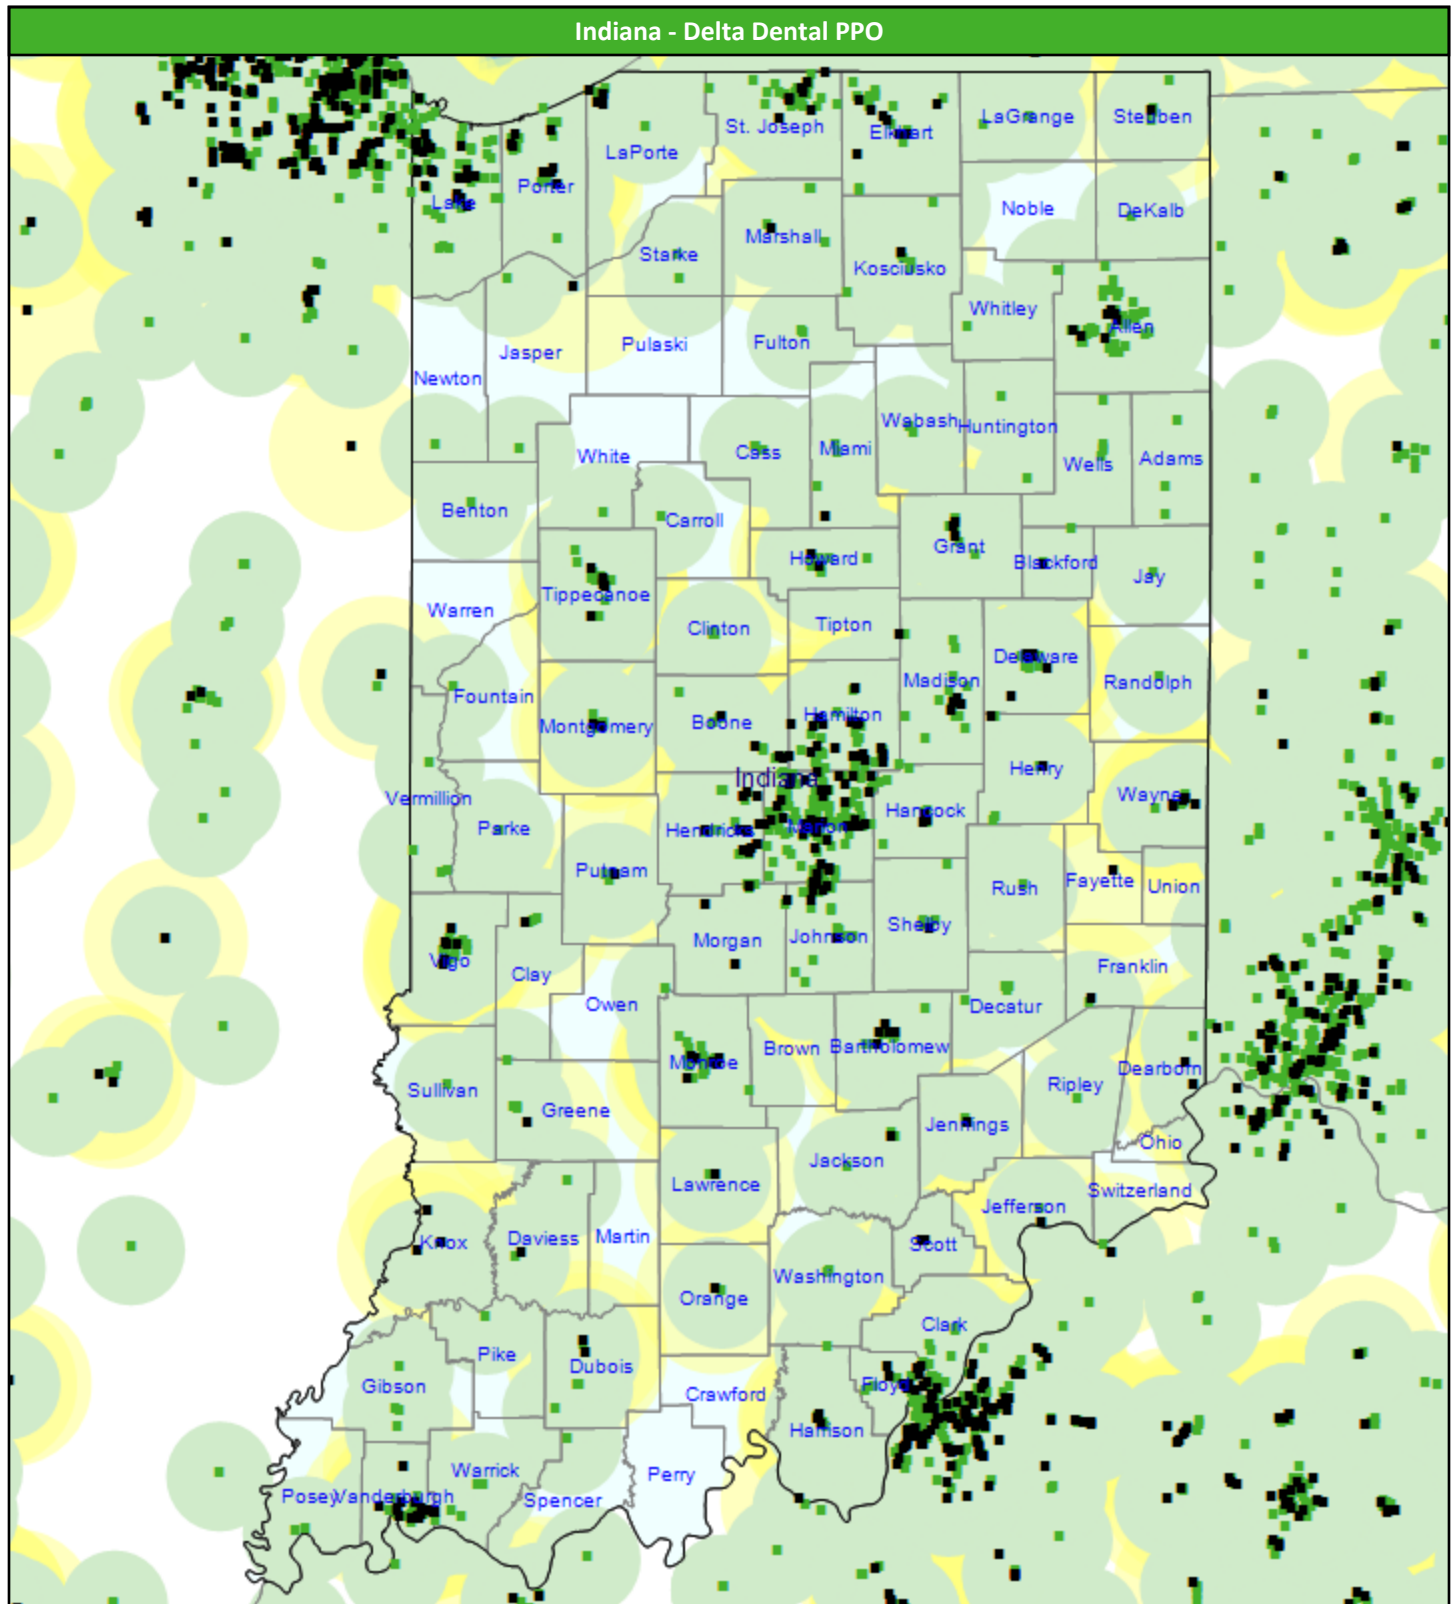 Indiana - Delta Dental PPO
LaGrange
Steuben
St. Joseph
Elkhart
LaPorte
Porter
Lake
Noble
DeKalb
Marshall
Starke
Kosciusko
Whitley
Allen
Pulaski
Fulton
Jasper
Newton
Wabash
Huntington
Miami
Cass
White
Wells
Adams
Benton
Carroll
Grant
Howard
Blackford
Jay
Tippecanoe
Warren
Clinton
Tipton
Delaware
Madison
Randolph
Fountain
Montgomery
Boone
Hamilton
Henry
Indiana
Wayne
Vermillion
Parke
Hendricks
Marion
Hancock
Putnam
Rush
Fayette
Union
Shelby
Johnson
Morgan
Vigo
Clay
Franklin
Owen
Decatur
Brown
Bartholomew
Monroe
Dearborn
Ripley
Sullivan
Greene
Jennings
Ohio
Jackson
Lawrence
Switzerland
Jefferson
Knox
Daviess
Martin
Scott
Washington
Orange
Clark
Pike
Dubois
Gibson
Floyd
Crawford
Harrison
Warrick
Perry
Posey
Vanderburgh
Spencer